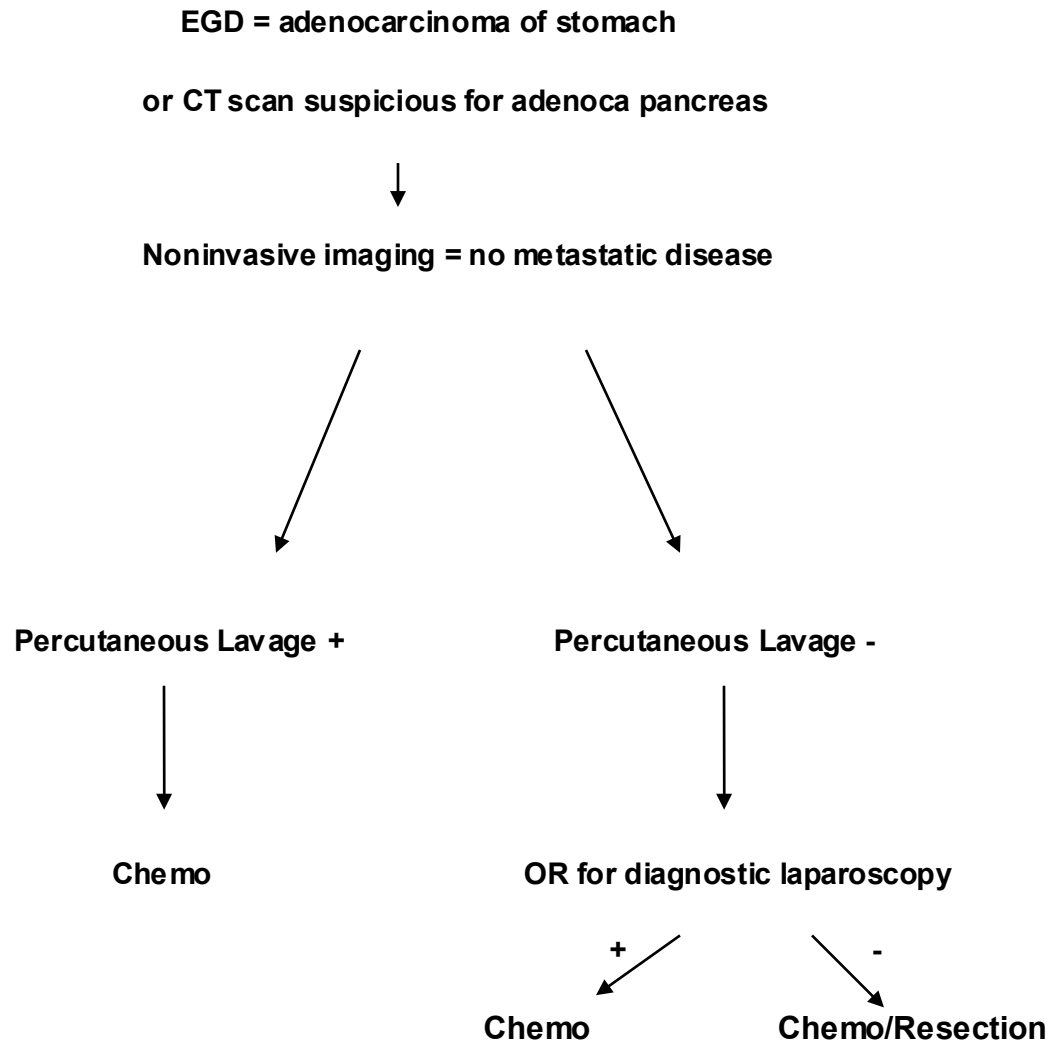 EGD = adenocarcinoma of stomach
or CT scan suspicious for adenoca pancreas
Noninvasive imaging = no metastatic disease
Percutaneous Lavage +
Percutaneous Lavage -
Chemo
OR for diagnostic laparoscopy
+
-
Chemo
Chemo/Resection